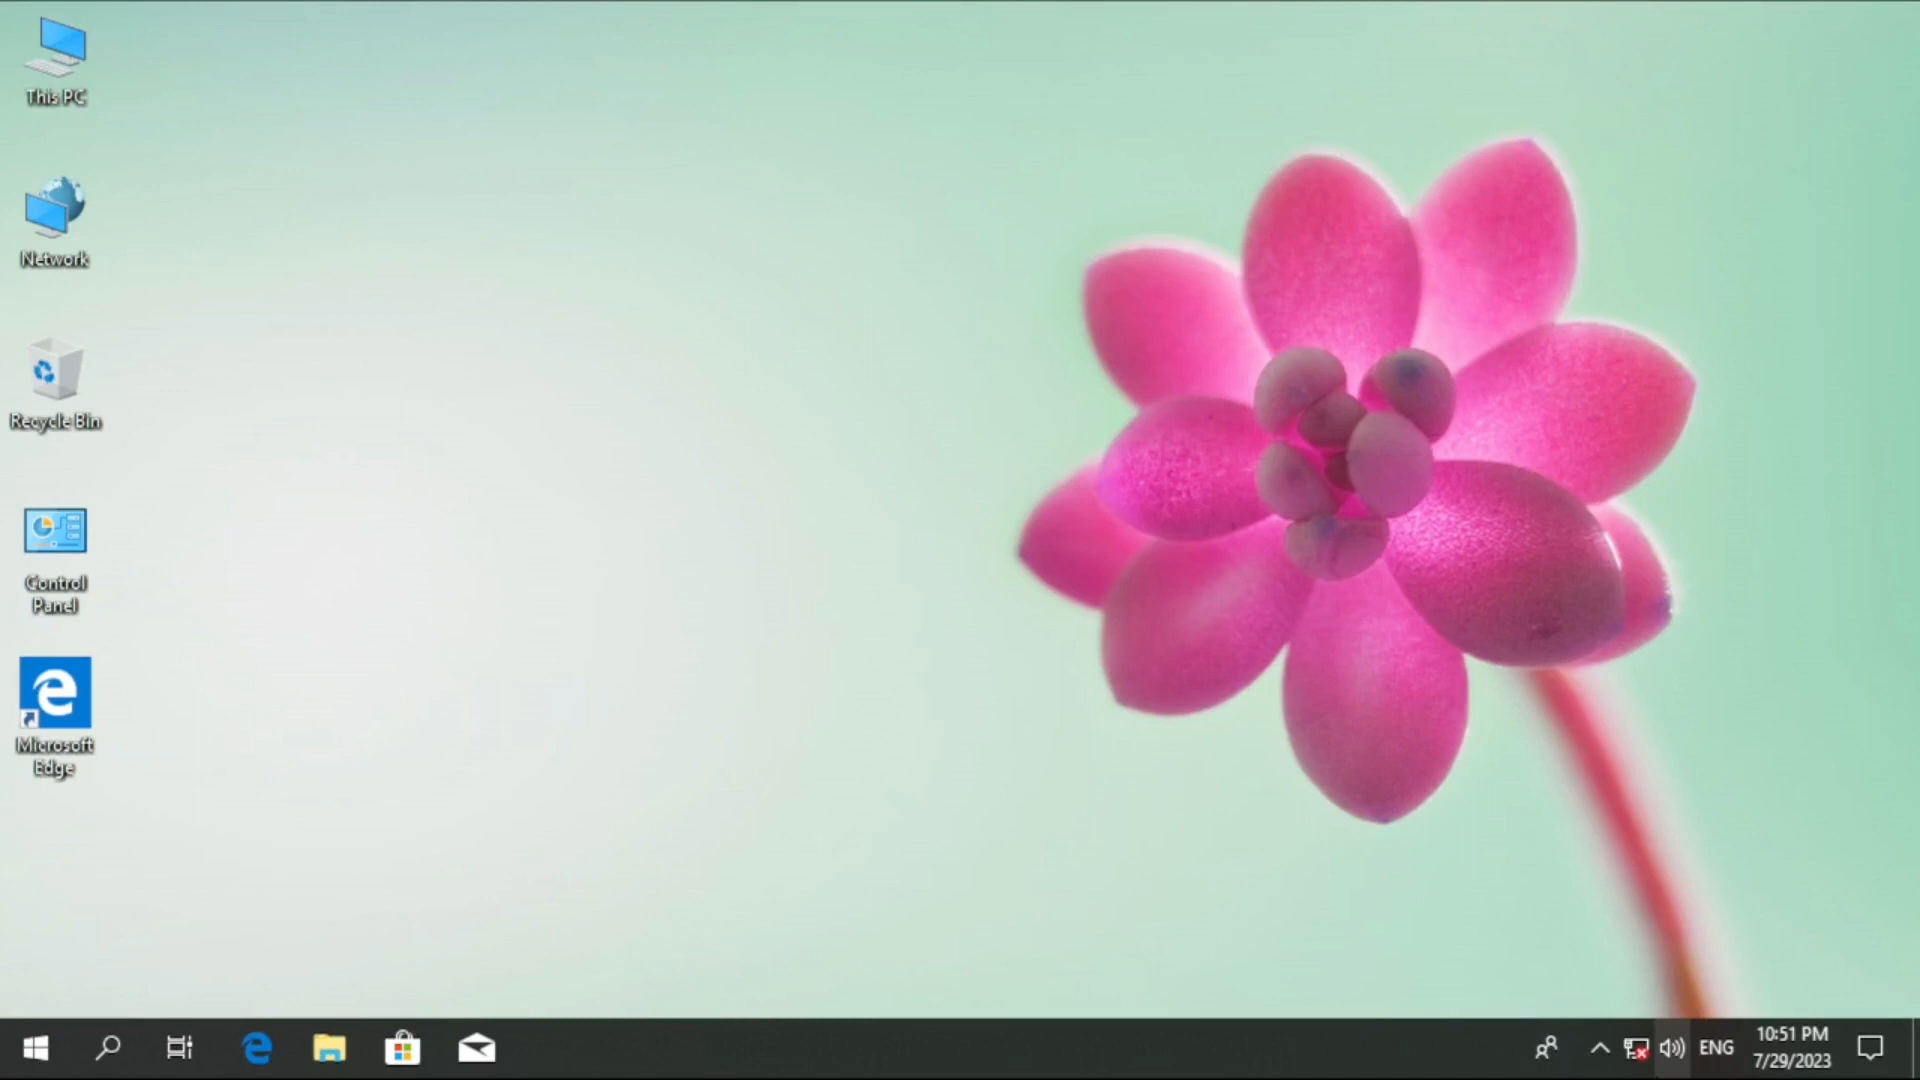 This PC
Network
Recycle Bin
Control
Panel
Microsoft
Edge
ENG
10:51 PM
7/29/2023